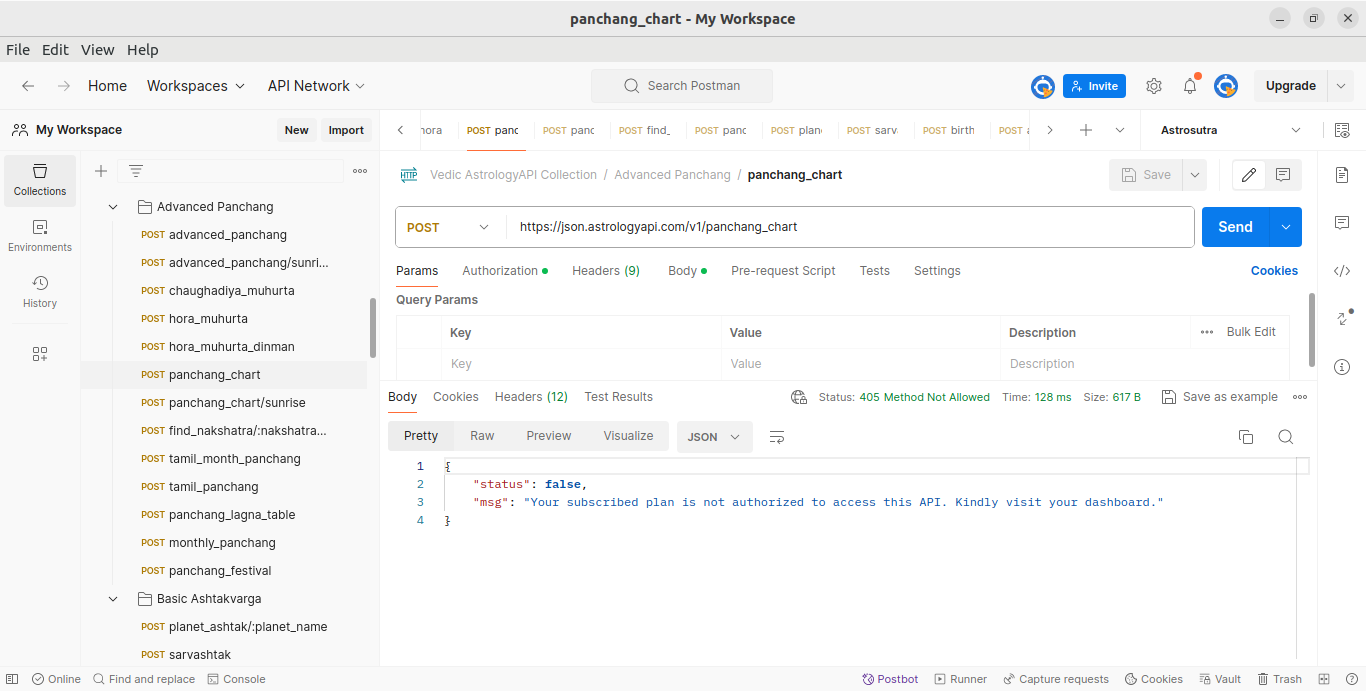 panchang_chart - My Workspace
File Edit View Help
Home Workspaces API Network Search Postman Invite Upgrade
My Workspace New Import
nora POST panc POST panc POST find_ POST panc POST plan POST sarv POST birth POST a Astrosutra
Collections
Environments
History
Advanced Panchang
POST advanced_panchang
POST advanced_panchang/sunri...
POST chaughadiya_muhurta
POST hora_muhurta
POST hora_muhurta_dinman
POST panchang_chart
POST panchang_chart/sunrise
POST find_nakshatra/:nakshatra...
POST tamil_month_panchang
POST tamil_panchang
POST panchang_lagna_table
POST monthly_panchang
POST panchang_festival
Basic Ashtakvarga
POST planet_ashtak/:planet_name
POST sarvashtak
HTTP Vedic AstrologyAPI Collection / Advanced Panchang / panchang_chart Save
POST https://json.astrologyapi.com/v1/panchang_chart Send
Params Authorization Headers (9) Body Pre-request Script Tests Settings Cookies
Query Params
Key Value Description Bulk Edit
Key Value Description
Body Cookies Headers (12) Test Results Status: 405 Method Not Allowed Time: 128 ms Size: 617 B Save as example
Pretty Raw Preview Visualize JSON
1 {
2 "status": false,
3 "msg": "Your subscribed plan is not authorized to access this API. Kindly visit your dashboard."
4 }
Online Find and replace Console Postbot Runner Capture requests Cookies Vault Trash